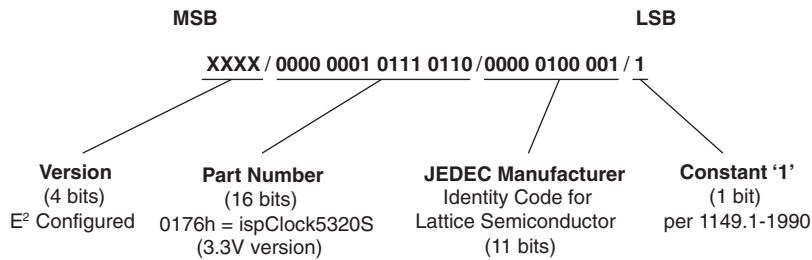 MSB LSB
XXXX / 0000 0001 0111 0110 / 0000 0100 001 / 1
Version
(4 bits)
E² Configured
Part Number
(16 bits)
0176h = ispClock5320S
(3.3V version)
JEDEC Manufacturer
Identity Code for
Lattice Semiconductor
(11 bits)
Constant ‘1’
(1 bit)
per 1149.1-1990